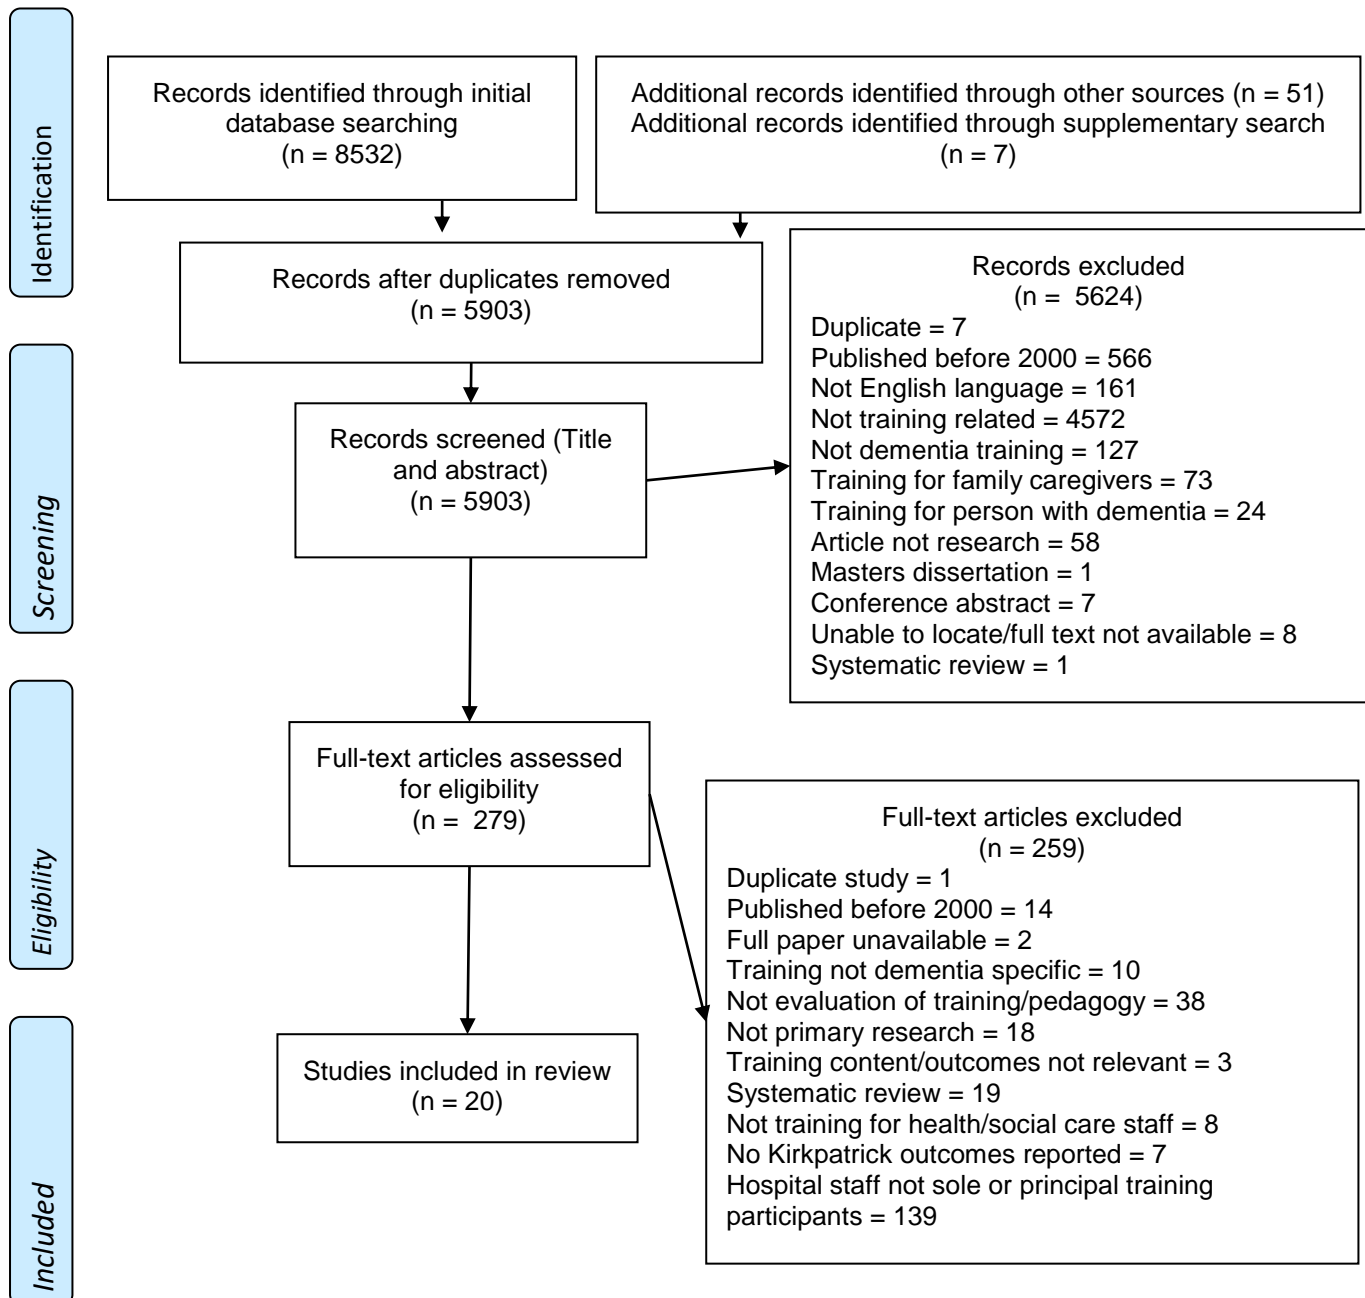 Identification
Records identified through initial
database searching
(n = 8532)
Additional records identified through other sources (n = 51)
Additional records identified through supplementary search
(n = 7)
Records after duplicates removed
(n = 5903)
Screening
Records screened (Title
and abstract)
(n = 5903)
Records excluded
(n =  5624)
Duplicate = 7
Published before 2000 = 566
Not English language = 161
Not training related = 4572
Not dementia training = 127
Training for family caregivers = 73
Training for person with dementia = 24
Article not research = 58
Masters dissertation = 1
Conference abstract = 7
Unable to locate/full text not available = 8
Systematic review = 1
Eligibility
Full-text articles assessed
for eligibility
(n =  279)
Full-text articles excluded
(n = 259)
Duplicate study = 1
Published before 2000 = 14
Full paper unavailable = 2
Training not dementia specific = 10
Not evaluation of training/pedagogy = 38
Not primary research = 18
Training content/outcomes not relevant = 3
Systematic review = 19
Not training for health/social care staff = 8
No Kirkpatrick outcomes reported = 7
Hospital staff not sole or principal training
participants = 139
Included
Studies included in review
(n = 20)